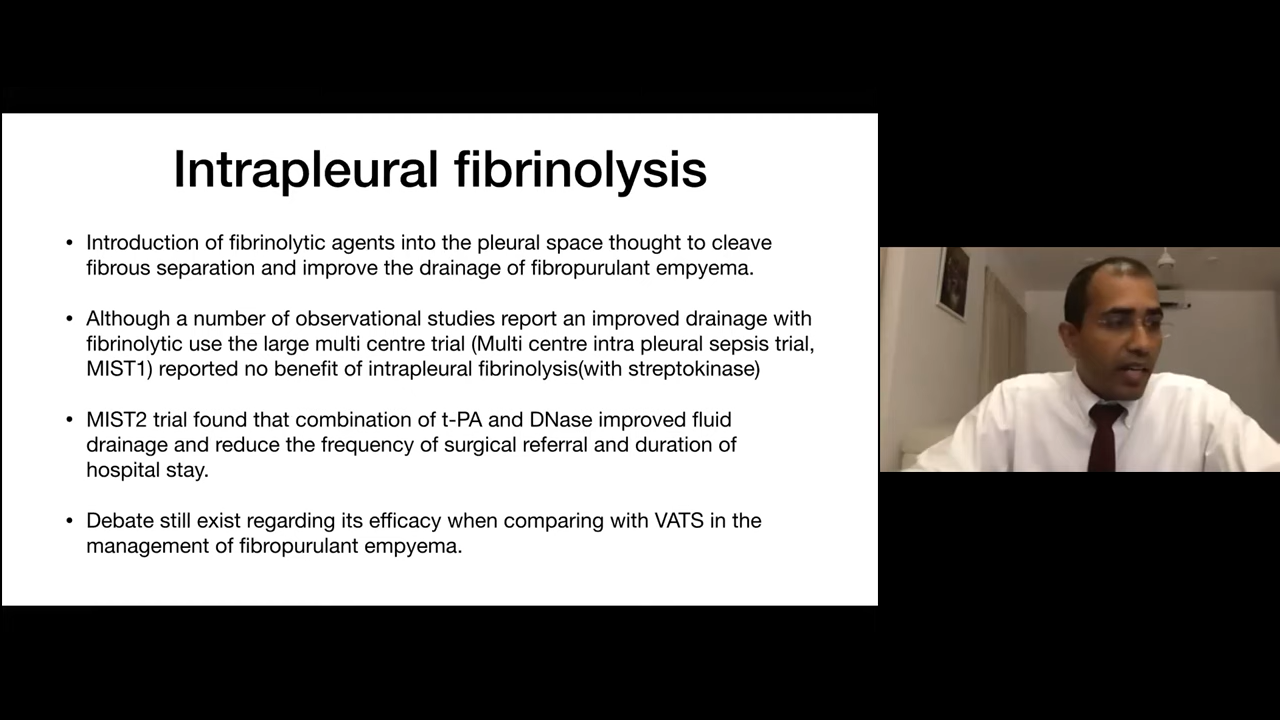 Intrapleural fibrinolysis
• Introduction of fibrinolytic agents into the pleural space thought to cleave
fibrous separation and improve the drainage of fibropurulant empyema.
• Although a number of observational studies report an improved drainage with
fibrinolytic use the large multi centre trial (Multi centre intra pleural sepsis trial,
MIST1) reported no benefit of intrapleural fibrinolysis(with streptokinase)
• MIST2 trial found that combination of t-PA and DNase improved fluid
drainage and reduce the frequency of surgical referral and duration of
hospital stay.
• Debate still exist regarding its efficacy when comparing with VATS in the
management of fibropurulant empyema.